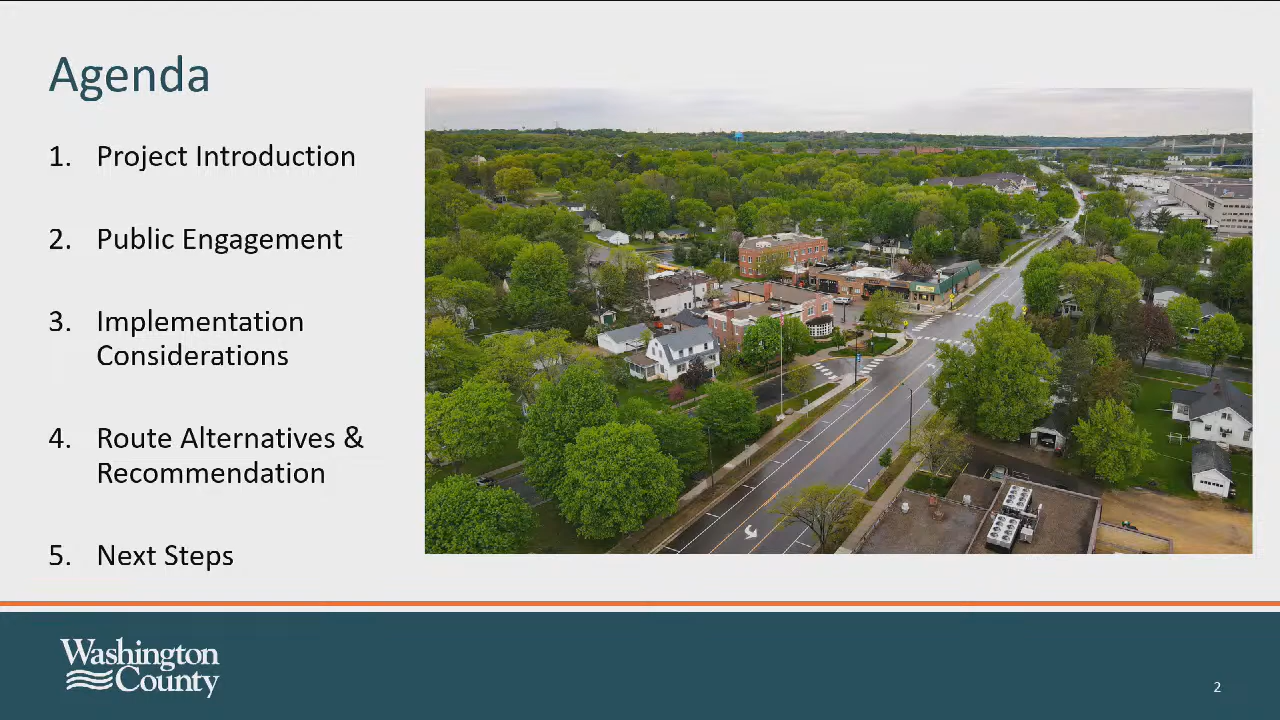 Agenda
1. Project Introduction
2. Public Engagement
3. Implementation
Considerations
4. Route Alternatives &
Recommendation
5. Next Steps
Washington
County
2